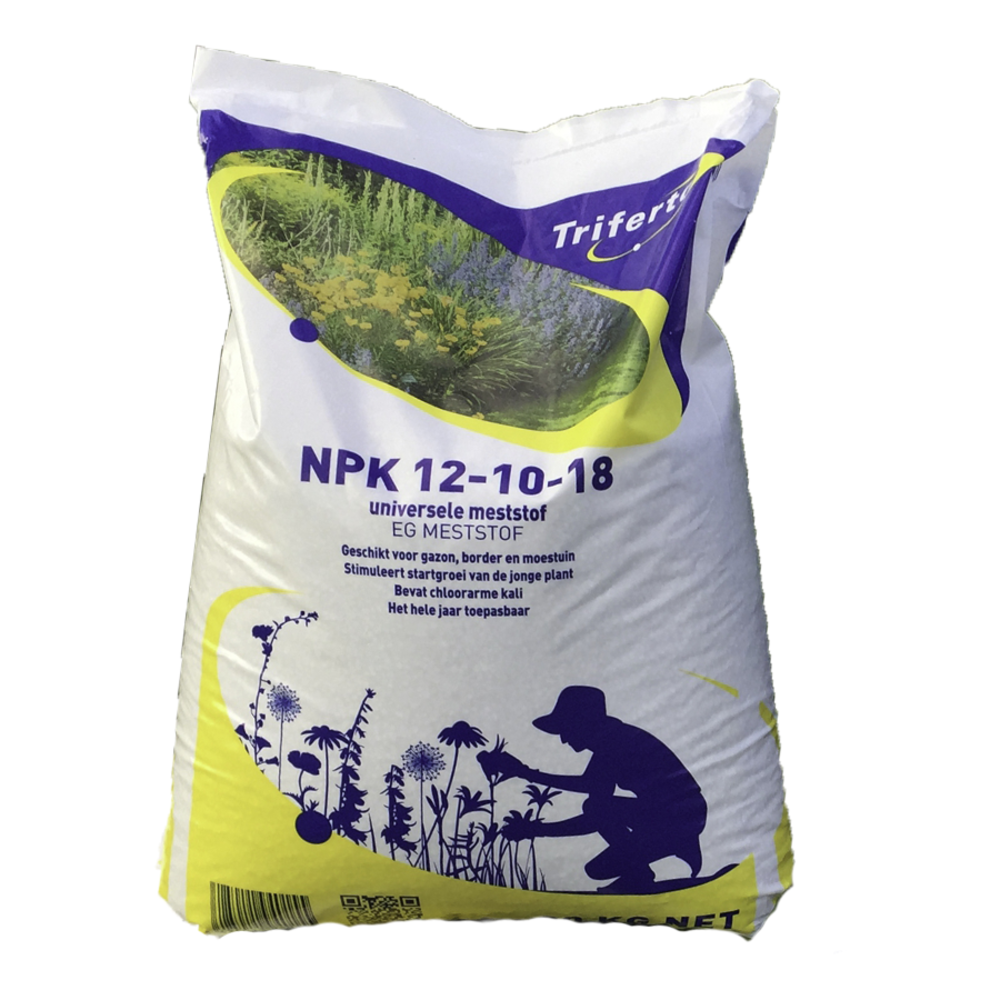 Triferto
NPK 12-10-18
universele meststof
EG MESTSTOF
Geschikt voor gazon, border en moestuin
Stimuleert startgroei van de jonge plant
Bevat chloorarme kali
Het hele jaar toepasbaar
KG NET